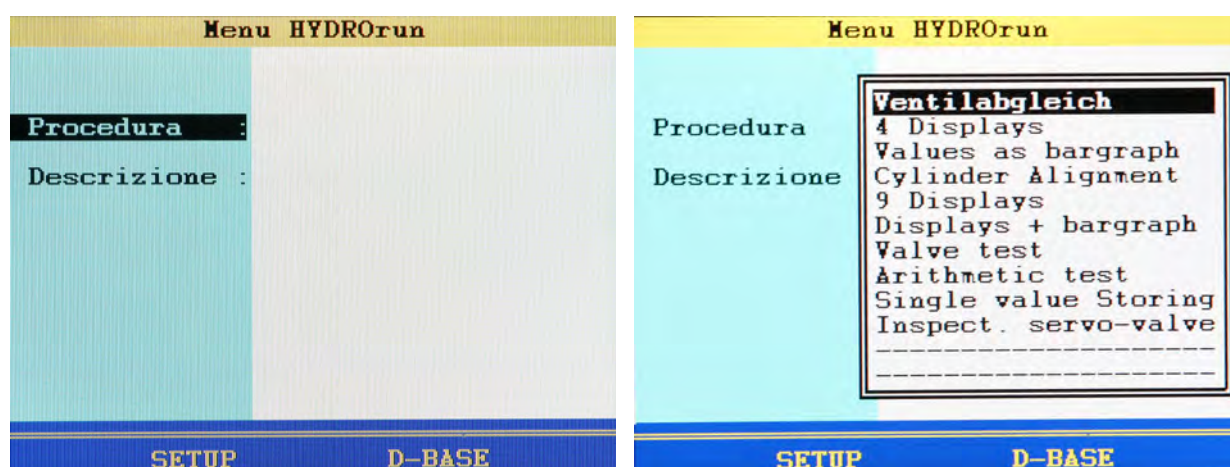 Menu HYDROrun
Procedura :
Descrizione :
SETUP D-BASE
Menu HYDROrun
Procedura
Descrizione
Ventilabgleich
4 Displays
Values as bargraph
Cylinder Alignment
9 Displays
Displays + bargraph
Valve test
Arithmetic test
Single value Storing
Inspect. servo-valve
--------------------
--------------------
SETUP D-BASE